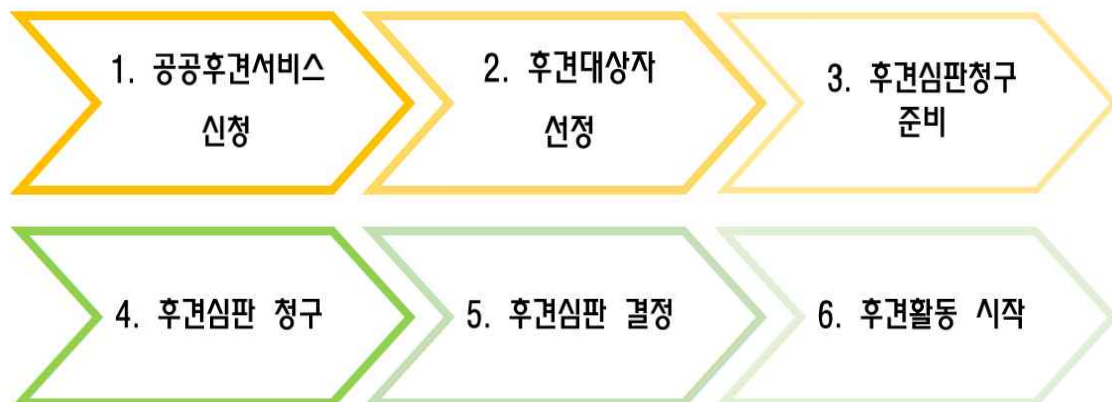 1. 공공후견서비스
신청
2. 후견대상자
선정
3. 후견심판청구
준비
4. 후견심판 청구
5. 후견심판 결정
6. 후견활동 시작